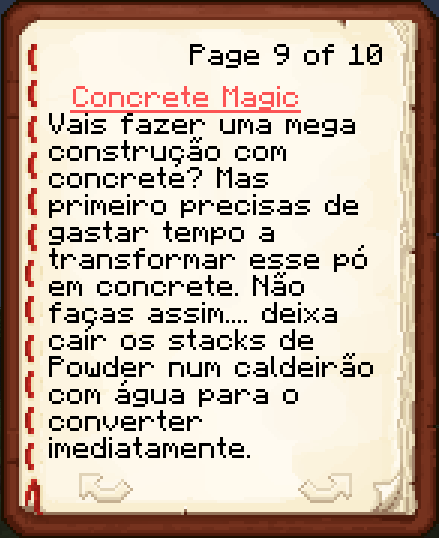 Page 9 of 10
Concrete Magic
Vais fazer uma mega
construção com
concrete? Mas
primeiro precisas de
gastar tempo a
transformar esse pó
em concrete. Não
faças assim.... deixa
cair os stacks de
Powder num caldeirão
com água para o
converter
imediatamente.